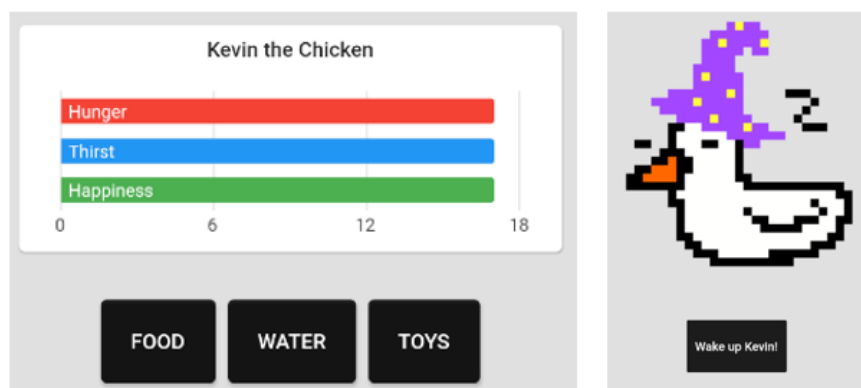 Kevin the Chicken
Hunger
Thirst
Happiness
0 6 12 18
FOOD WATER TOYS
Z
Wake up Kevin!